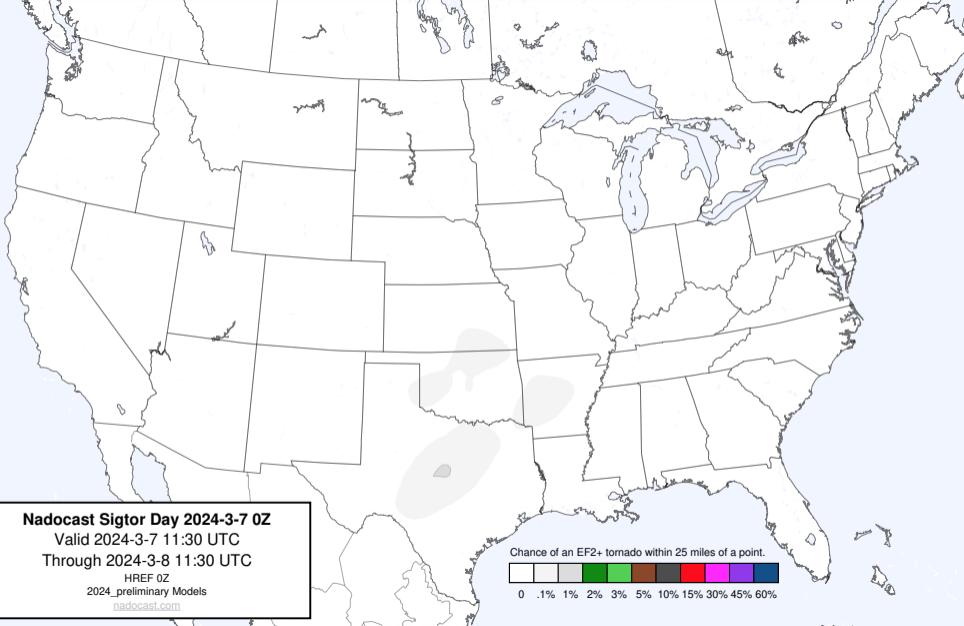 Nadocast Sigtor Day 2024-3-7 0Z
Valid 2024-3-7 11:30 UTC
Through 2024-3-8 11:30 UTC
HREF 0Z
2024_preliminary Models
nadocast.com
Chance of an EF2+ tornado within 25 miles of a point.
0 .1% 1% 2% 3% 5% 10% 15% 30% 45% 60%